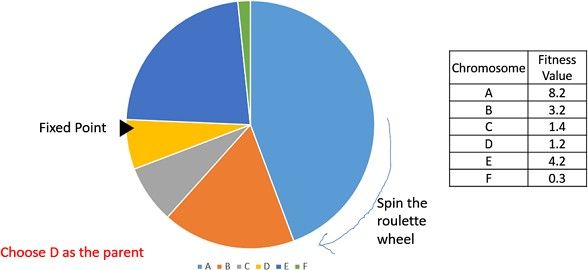 Fixed Point
Choose D as the parent
Spin the
roulette
wheel
A B C D E F
Chromosome Fitness
Value
A 8.2
B 3.2
C 1.4
D 1.2
E 4.2
F 0.3